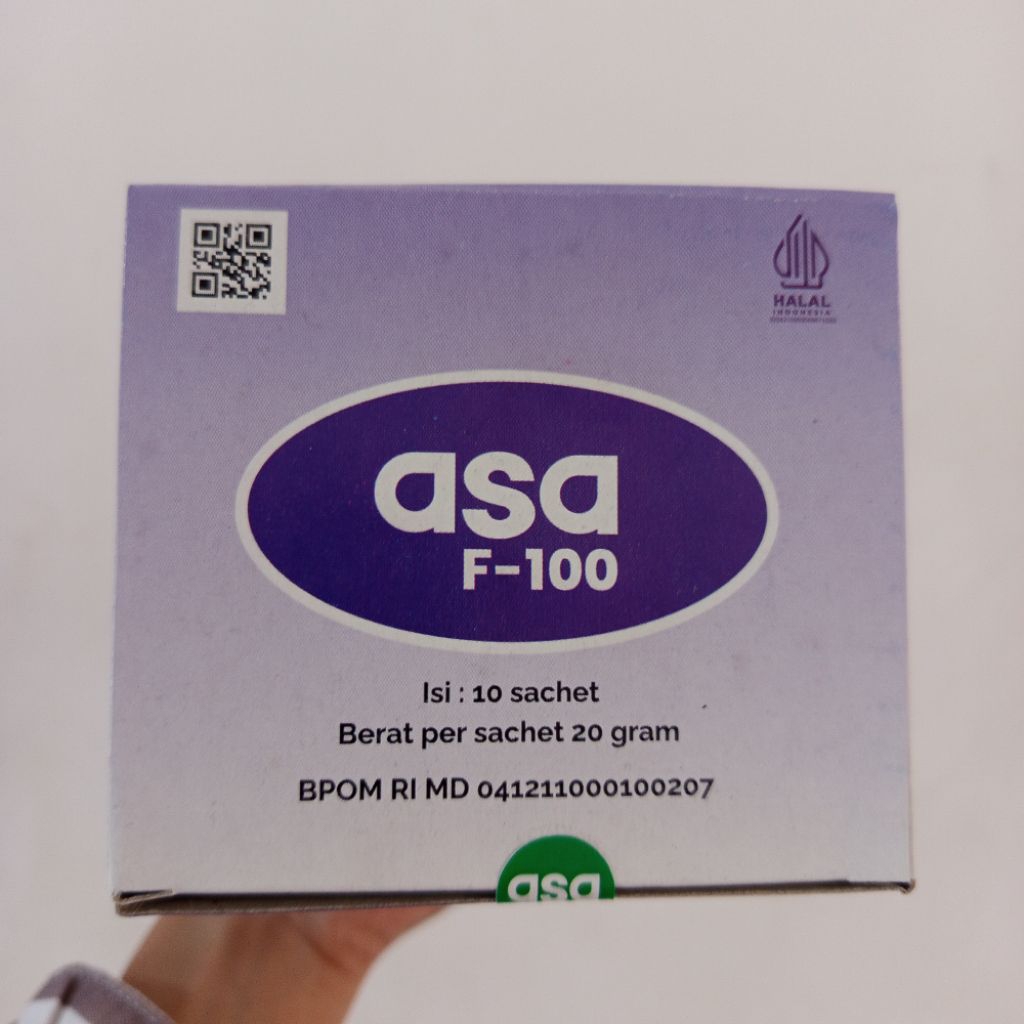 HALAL
INDONESIA
asa
F-100
Isi : 10 sachet
Berat per sachet 20 gram
BPOM RI MD 041211000100207
asa